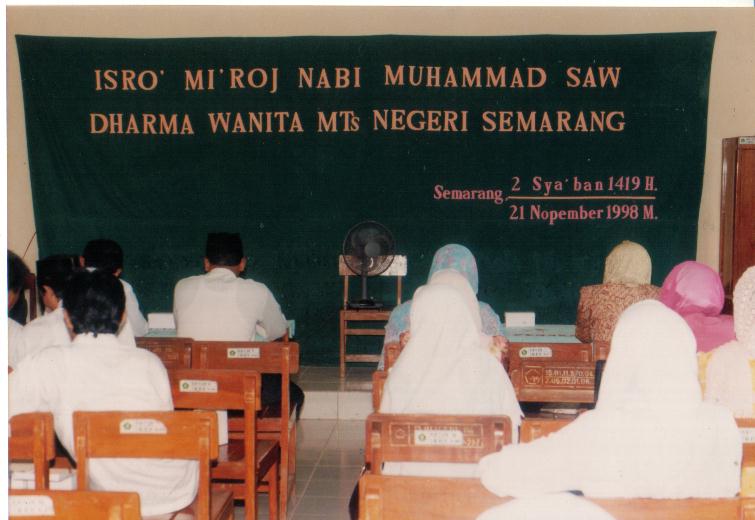 ISRO' MI'ROJ NABI MUHAMMAD SAW
DHARMA WANITA MTs NEGERI SEMARANG
Semarang, 2 Sya'ban 1419 H.
21 Nopember 1998 M.